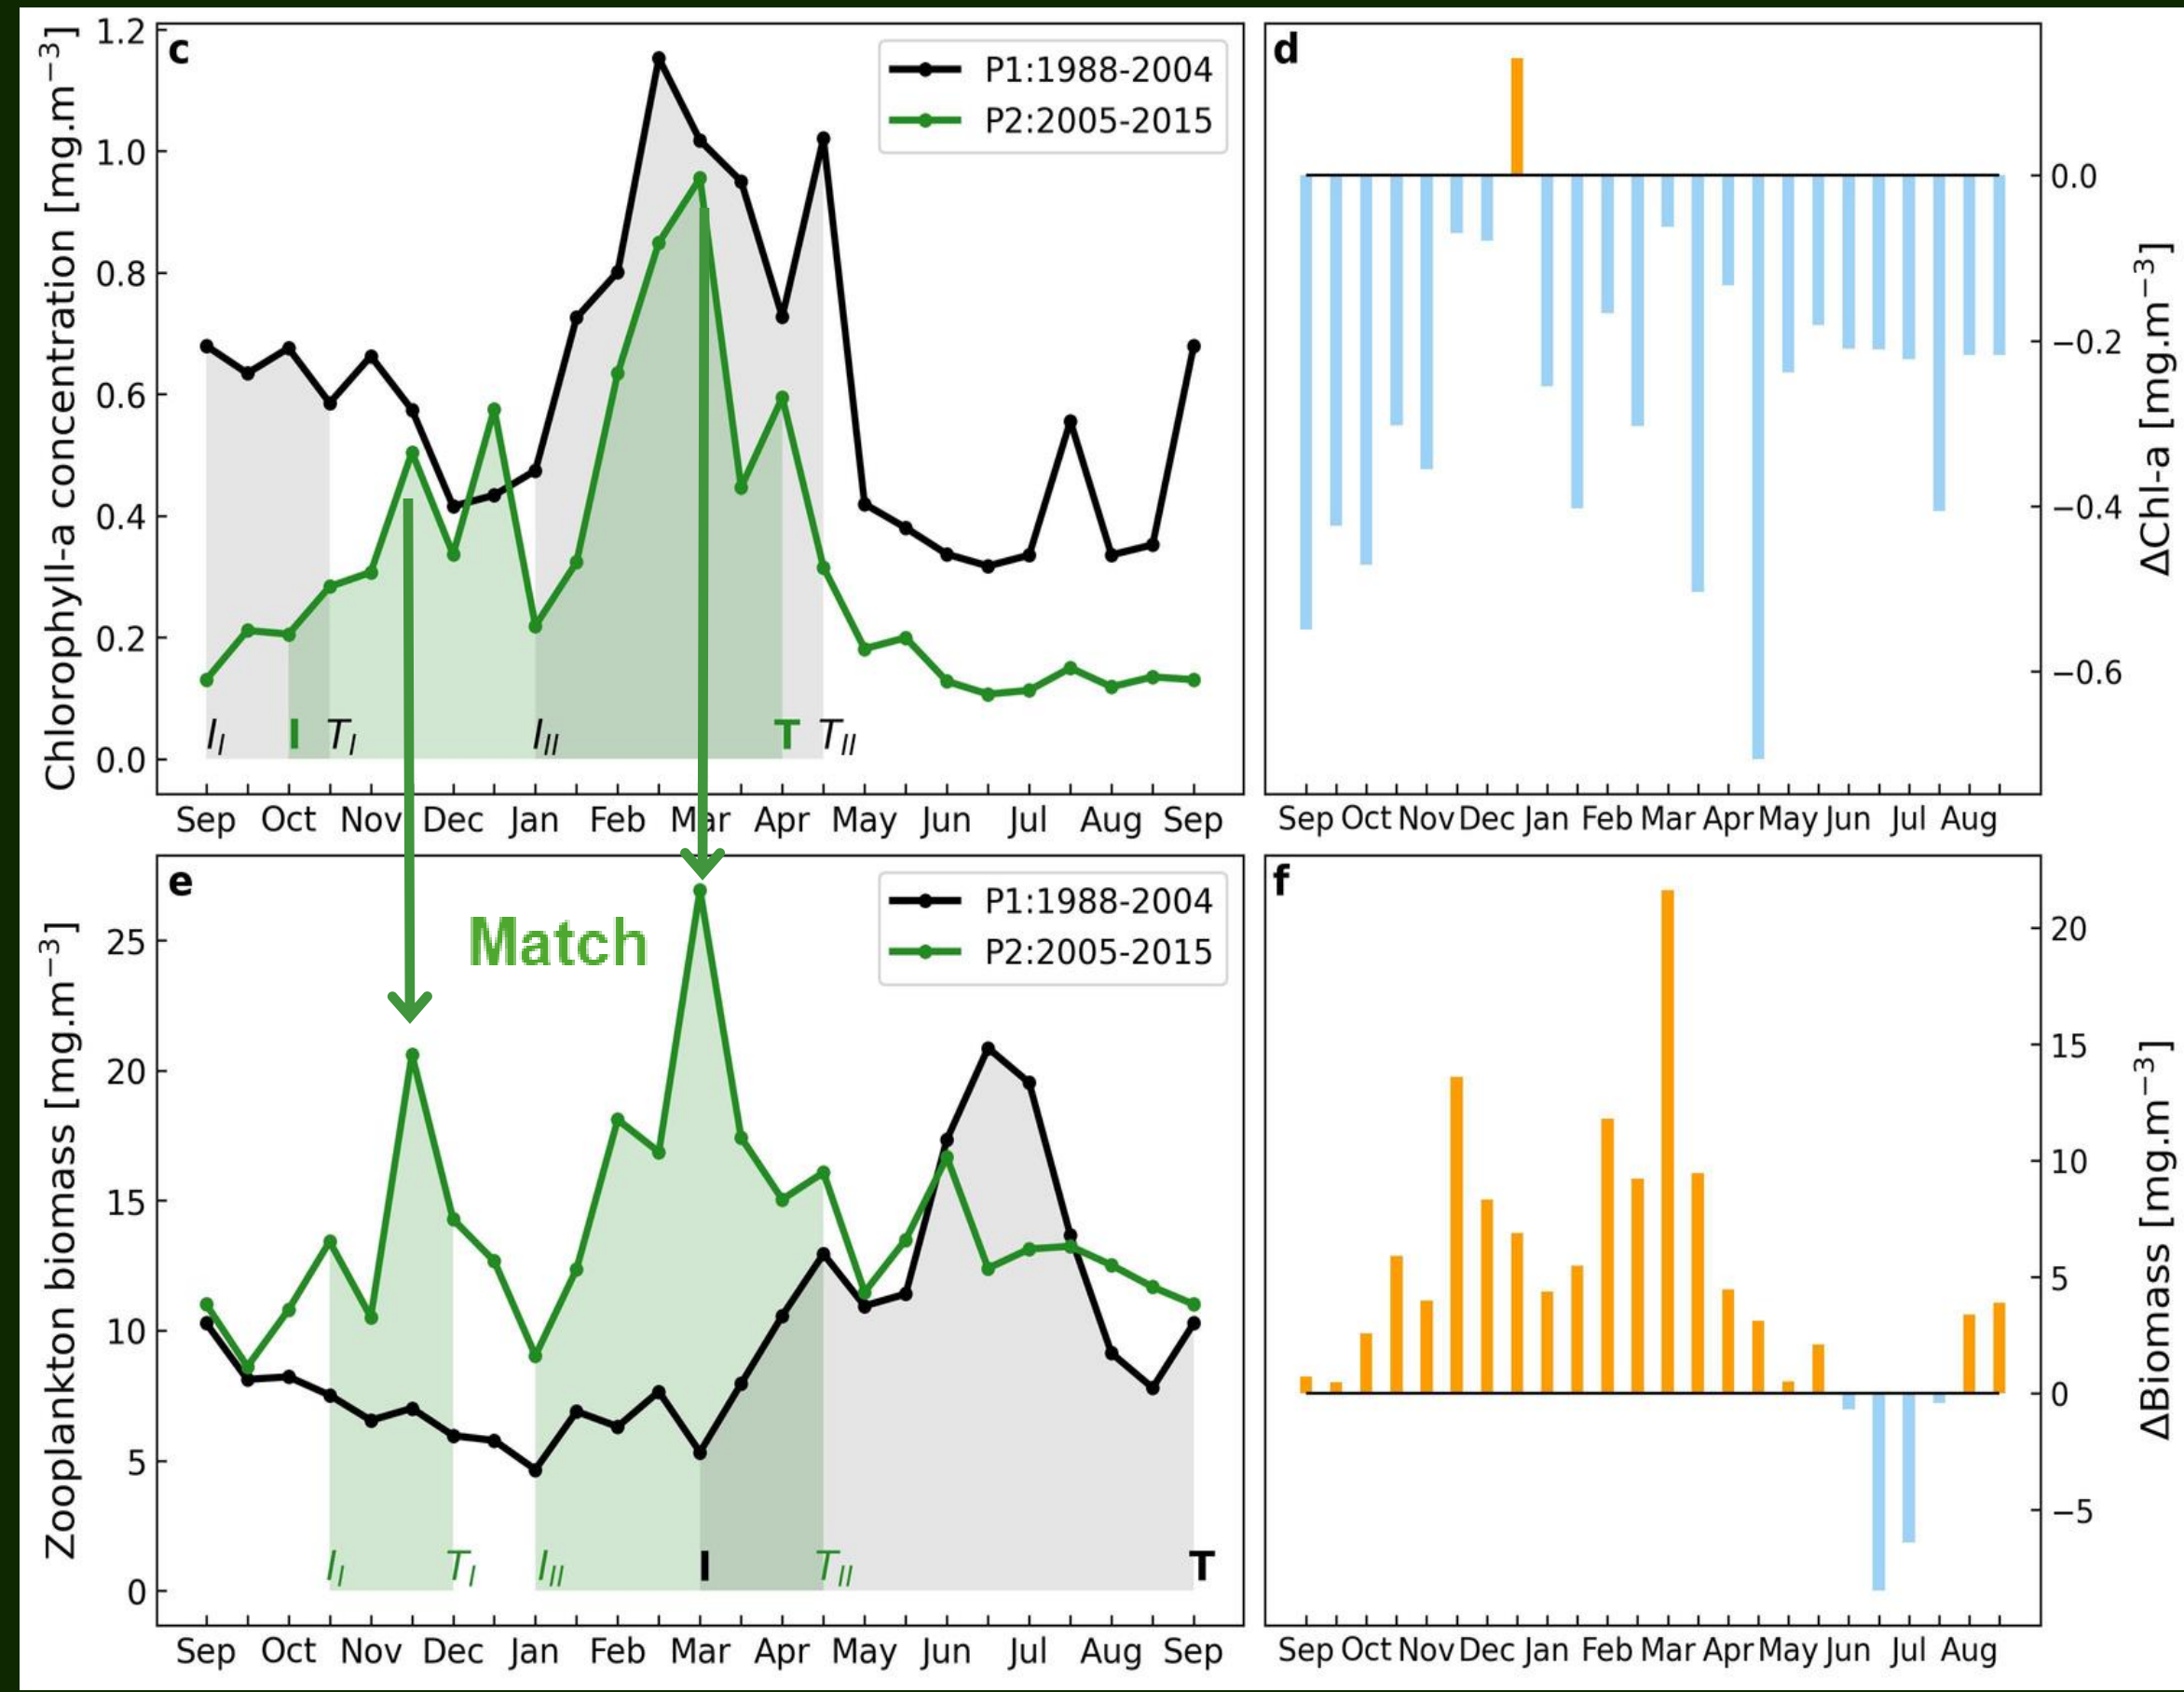 c
P1:1988-2004
P2:2005-2015
Chlorophyll-a concentration [mg.m⁻³]
1.2
1.0
0.8
0.6
0.4
0.2
0.0
I_I I T_I I_II T T_II
Sep Oct Nov Dec Jan Feb Mar Apr May Jun Jul Aug Sep
d
0.0
−0.2
−0.4
−0.6
ΔChl-a [mg.m⁻³]
Sep Oct Nov Dec Jan Feb Mar Apr May Jun Jul Aug
e
P1:1988-2004
P2:2005-2015
Match
Zooplankton biomass [mg.m⁻³]
25
20
15
10
5
0
I_I T_I I_II I T_II T
Sep Oct Nov Dec Jan Feb Mar Apr May Jun Jul Aug Sep
f
20
15
10
5
0
−5
ΔBiomass [mg.m⁻³]
Sep Oct Nov Dec Jan Feb Mar Apr May Jun Jul Aug